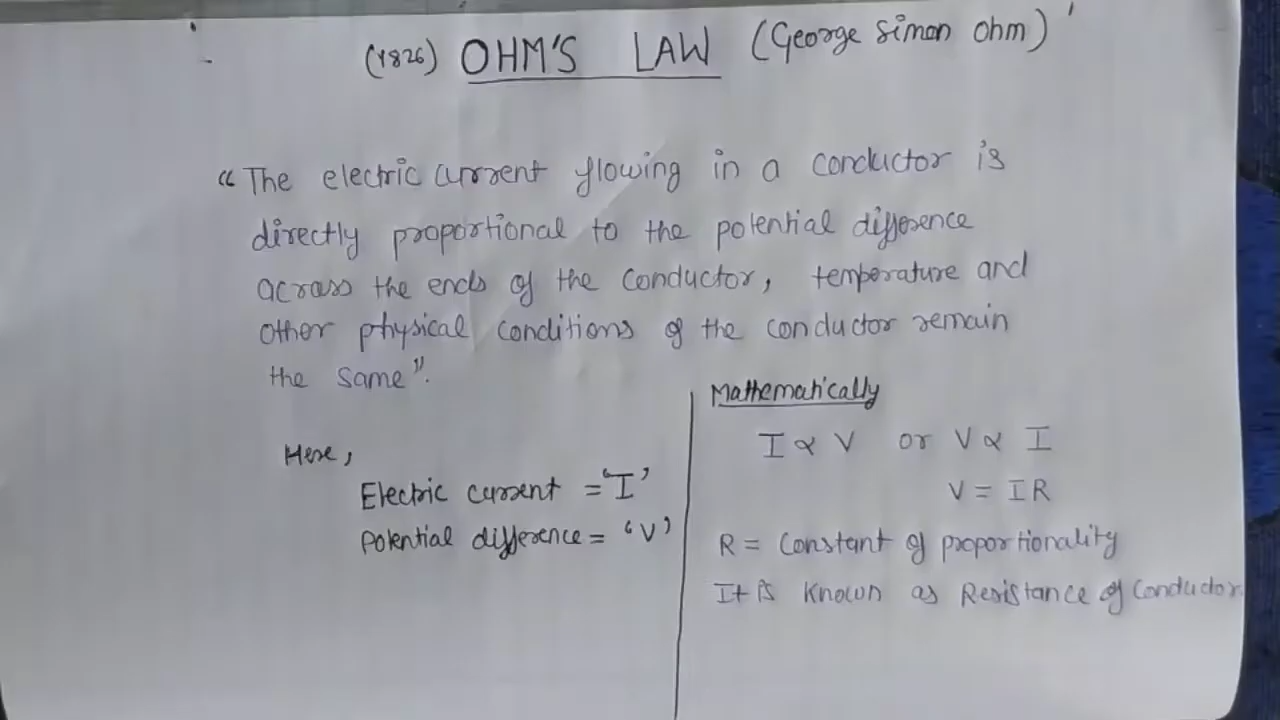 (1826) OHM'S LAW (George Simon Ohm)
"The electric current flowing in a conductor is
directly proportional to the potential difference
across the ends of the conductor, temperature and
other physical conditions of the conductor remain
the same".
Here,
Electric current = 'I'
Potential difference = 'V'
Mathematically
I ∝ V or V ∝ I
V = IR
R = Constant of proportionality
It is known as Resistance of Conductor.